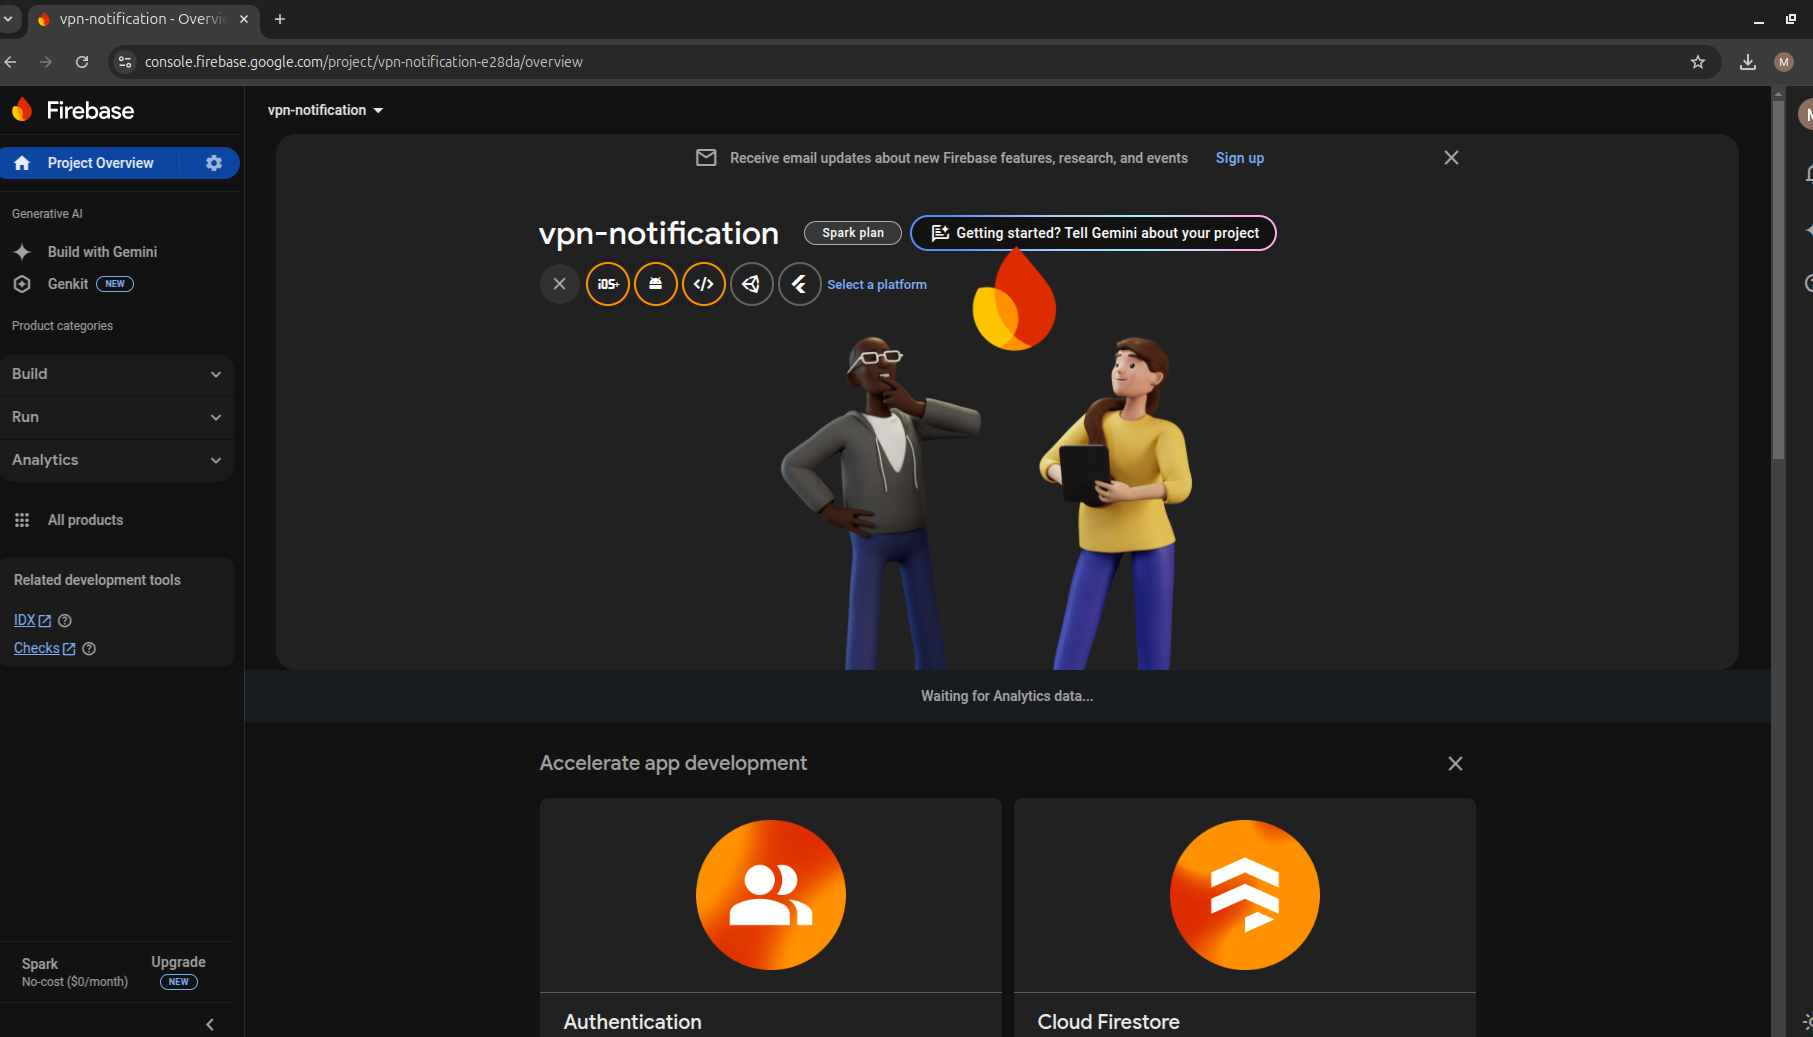 vpn-notification - Overvi
console.firebase.google.com/project/vpn-notification-e28da/overview
M
Firebase
vpn-notification
Project Overview
Receive email updates about new Firebase features, research, and events Sign up
Generative AI
vpn-notification
Spark plan
Getting started? Tell Gemini about your project
Build with Gemini
Genkit NEW
iOS+
Select a platform
Product categories
Build
Run
Analytics
All products
Related development tools
IDX
Checks
Waiting for Analytics data...
Accelerate app development
Spark
No-cost ($0/month)
Upgrade
NEW
Authentication
Cloud Firestore